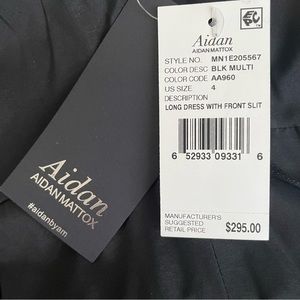 Aidan
AIDAN MATTOX
#aidanbyam
Aidan
AIDAN MATTOX
STYLE NO. MN1E205567
COLOR DESC BLK MULTI
COLOR CODE AA960
US SIZE 4
DESCRIPTION
LONG DRESS WITH FRONT SLIT
6 52933 09331 6
MANUFACTURER'S
SUGGESTED
RETAIL PRICE $295.00